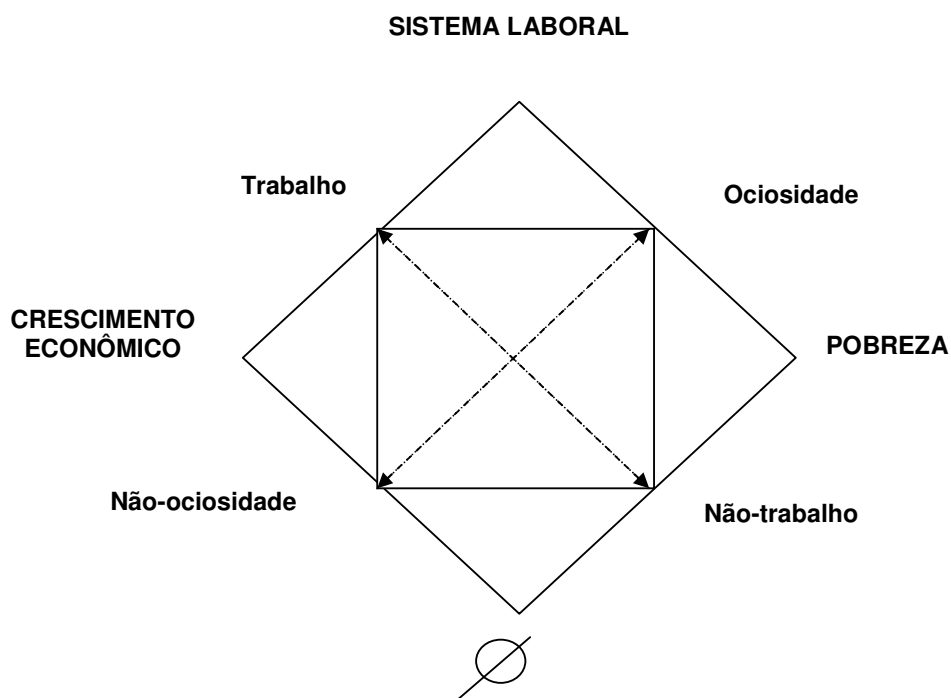 SISTEMA LABORAL
Trabalho
Ociosidade
CRESCIMENTO
ECONÔMICO
POBREZA
Não-ociosidade
Não-trabalho